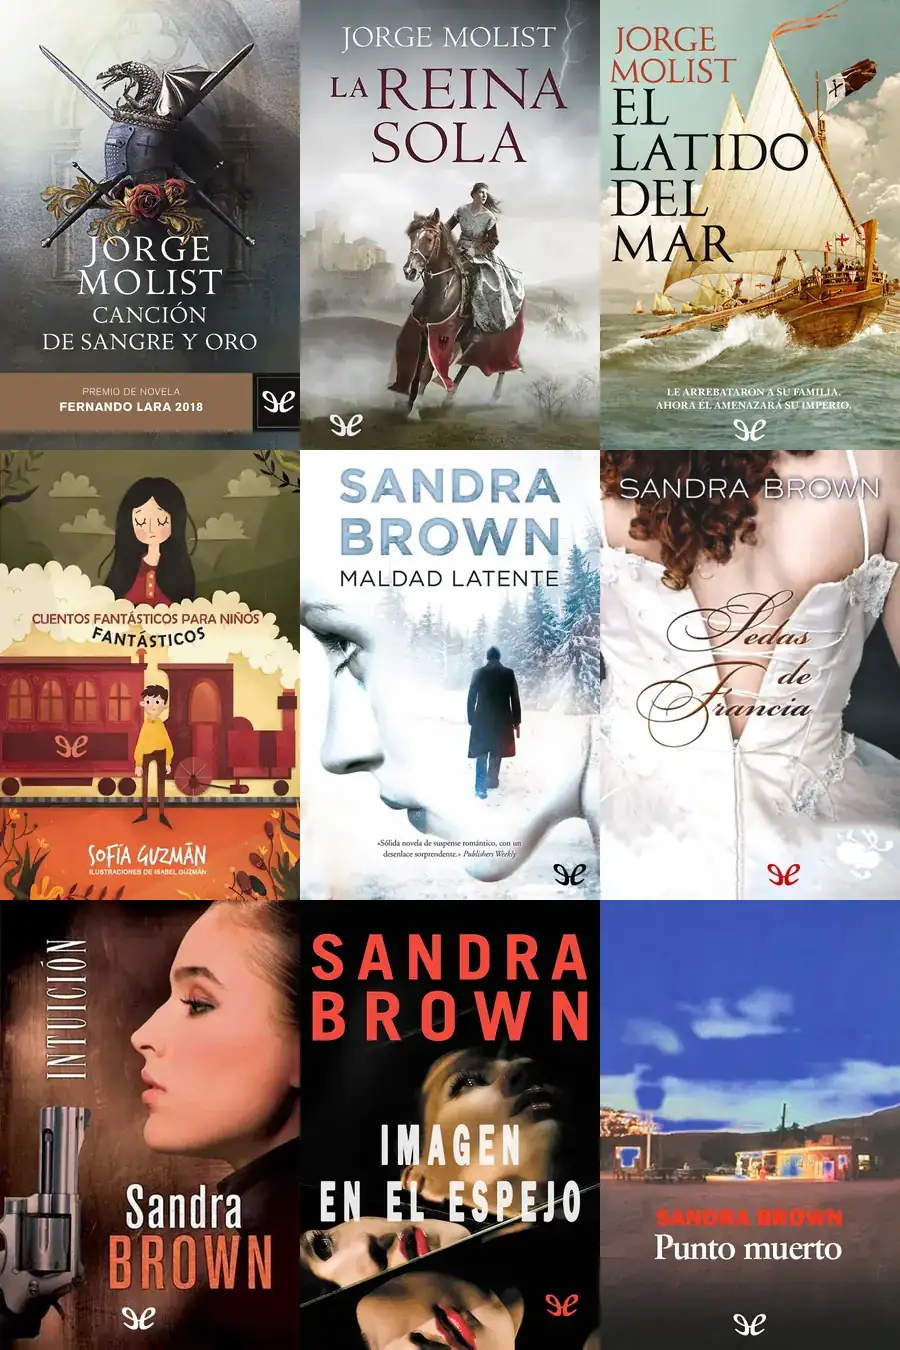 JORGE
MOLIST
CANCIÓN
DE SANGRE Y ORO
PREMIO DE NOVELA
FERNANDO LARA 2018
JORGE MOLIST
LA REINA
SOLA
JORGE
MOLIST
EL
LATIDO
DEL
MAR
LE ARREBATARON A SU FAMILIA.
AHORA ÉL AMENAZARÁ SU IMPERIO.
CUENTOS FANTÁSTICOS PARA NIÑOS
FANTÁSTICOS
SOFÍA GUZMÁN
ILUSTRACIONES DE ISABEL GUZMÁN
SANDRA
BROWN
MALDAD LATENTE
«Sólida novela de suspense romántico, con un
desenlace sorprendente.» Publishers Weekly
SANDRA BROWN
Sedas
de
Francia
INTUICIÓN
Sandra
BROWN
SANDRA
BROWN
IMAGEN
EN EL ESPEJO
SANDRA BROWN
Punto muerto